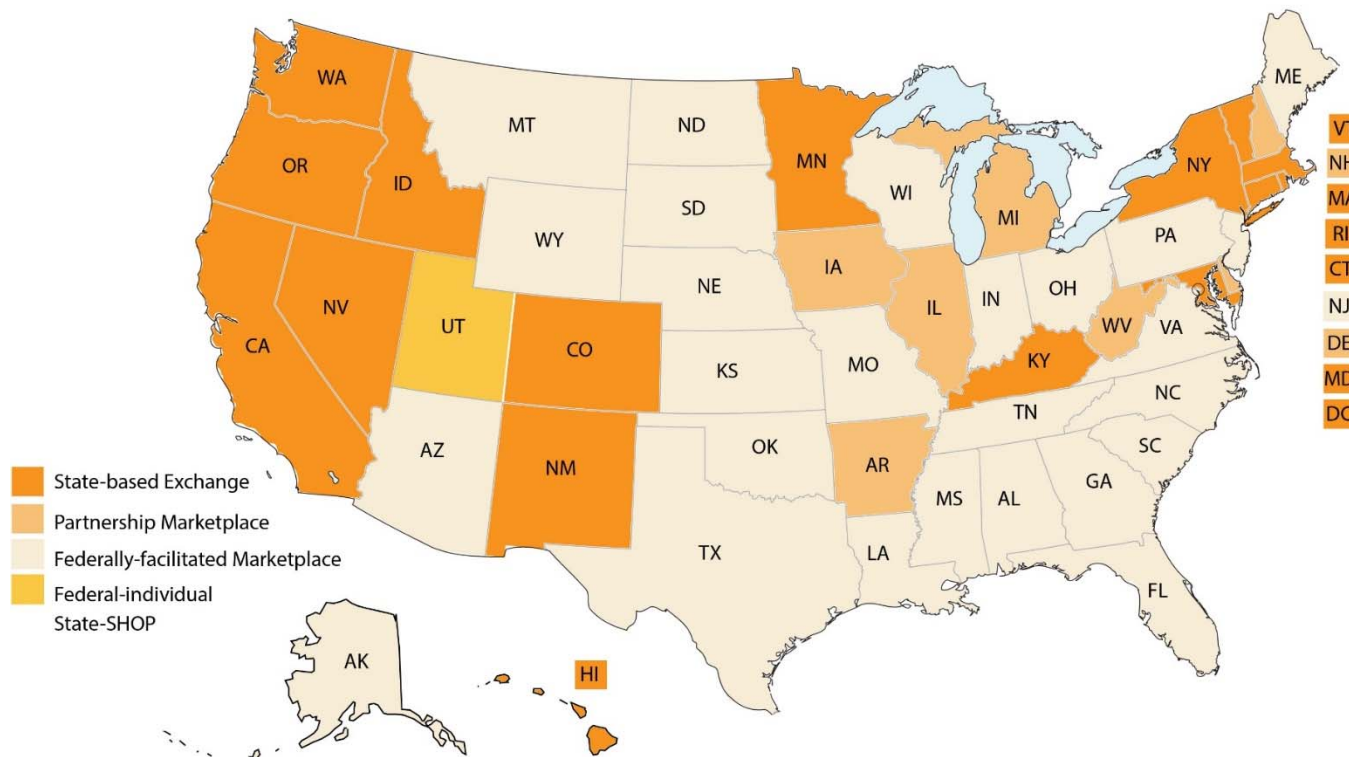 WA
MT
ND
MN
ME
VT
OR
ID
SD
WI
MI
NY
NH
MA
WY
RI
IA
PA
CT
NE
NV
UT
CO
IL
IN
OH
NJ
WV
VA
DE
CA
KS
MO
KY
MD
NC
TN
DC
AZ
NM
OK
AR
SC
MS
AL
GA
State-based Exchange
Partnership Marketplace
TX
LA
Federally-facilitated Marketplace
FL
Federal-individual
State-SHOP
AK
HI